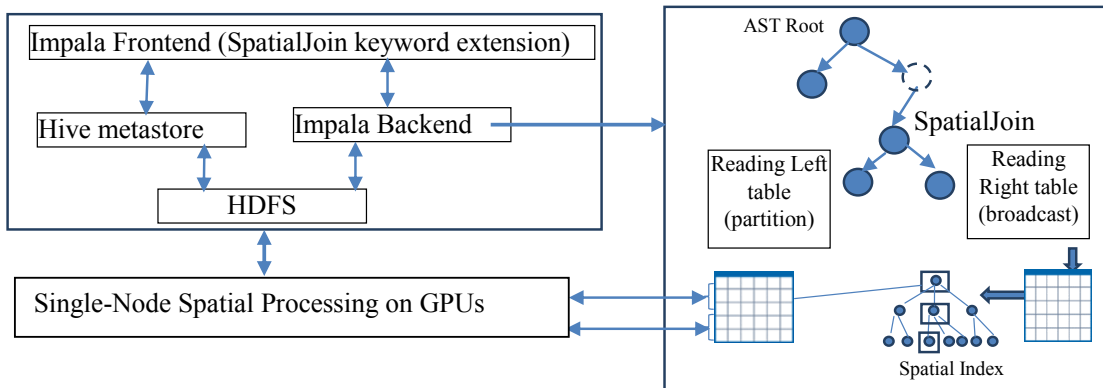 Impala Frontend (SpatialJoin keyword extension)
Hive metastore
Impala Backend
HDFS
Single-Node Spatial Processing on GPUs
AST Root
SpatialJoin
Reading Left
table
(partition)
Reading
Right table
(broadcast)
Spatial Index